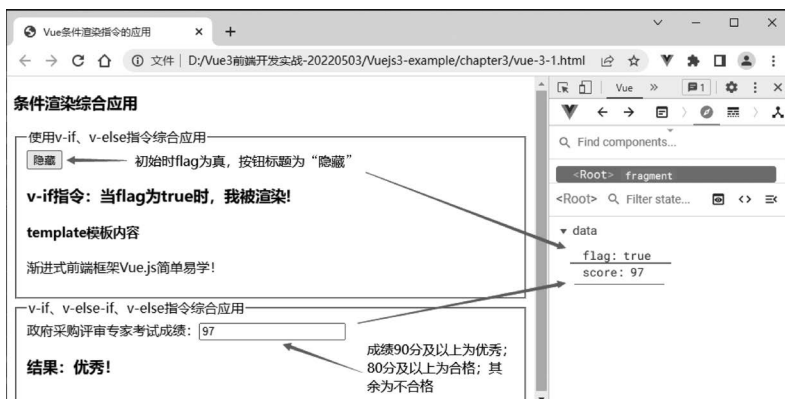 Vue条件渲染指令的应用
文件 | D:/Vue3前端开发实战-20220503/Vuejs3-example/chapter3/vue-3-1.html
条件渲染综合应用
使用v-if、v-else指令综合应用
隐藏
初始时flag为真，按钮标题为“隐藏”
v-if指令：当flag为true时，我被渲染!
template模板内容
渐进式前端框架Vue.js简单易学!
v-if、v-else-if、v-else指令综合应用
政府采购评审专家考试成绩：97
结果：优秀!
成绩90分及以上为优秀；
80分及以上为合格；其
余为不合格
Vue
1
Find components...
<Root> fragment
<Root> Filter state...
data
flag: true
score: 97